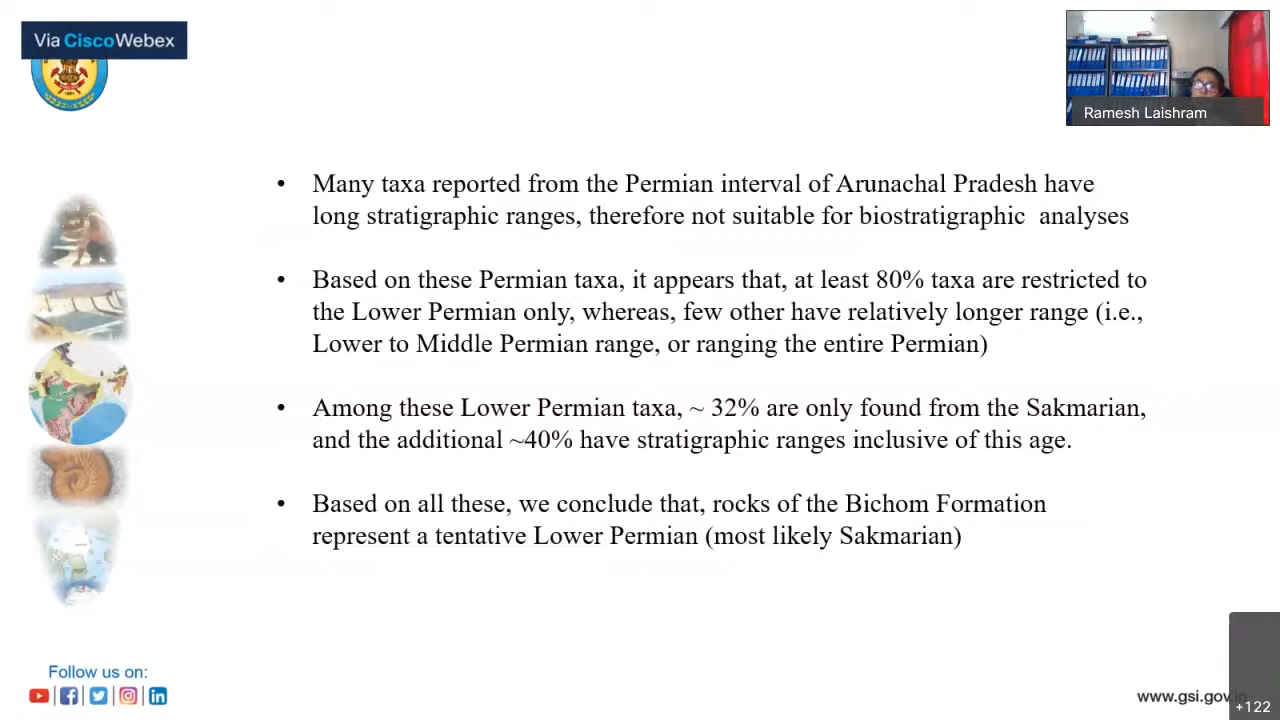 Via Cisco Webex
Ramesh Laishram
• Many taxa reported from the Permian interval of Arunachal Pradesh have
long stratigraphic ranges, therefore not suitable for biostratigraphic analyses
• Based on these Permian taxa, it appears that, at least 80% taxa are restricted to
the Lower Permian only, whereas, few other have relatively longer range (i.e.,
Lower to Middle Permian range, or ranging the entire Permian)
• Among these Lower Permian taxa, ~ 32% are only found from the Sakmarian,
and the additional ~40% have stratigraphic ranges inclusive of this age.
• Based on all these, we conclude that, rocks of the Bichom Formation
represent a tentative Lower Permian (most likely Sakmarian)
Follow us on:
www.gsi.gov.in
+122